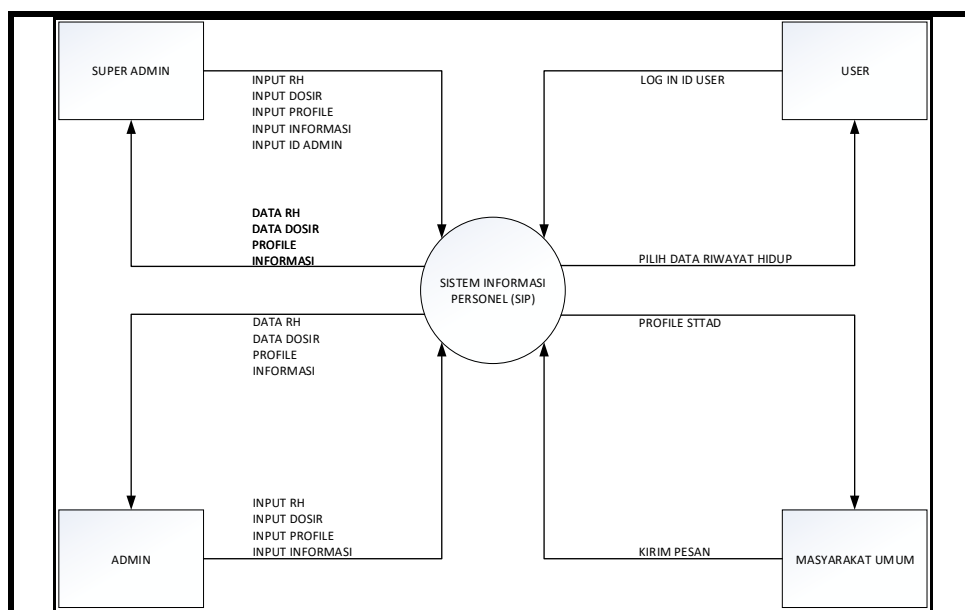 SUPER ADMIN
INPUT RH
INPUT DOSIR
INPUT PROFILE
INPUT INFORMASI
INPUT ID ADMIN
LOG IN ID USER
USER
DATA RH
DATA DOSIR
PROFILE
INFORMASI
PILIH DATA RIWAYAT HIDUP
SISTEM INFORMASI
PERSONEL (SIP)
DATA RH
DATA DOSIR
PROFILE
INFORMASI
PROFILE STTAD
ADMIN
INPUT RH
INPUT DOSIR
INPUT PROFILE
INPUT INFORMASI
KIRIM PESAN
MASYARAKAT UMUM